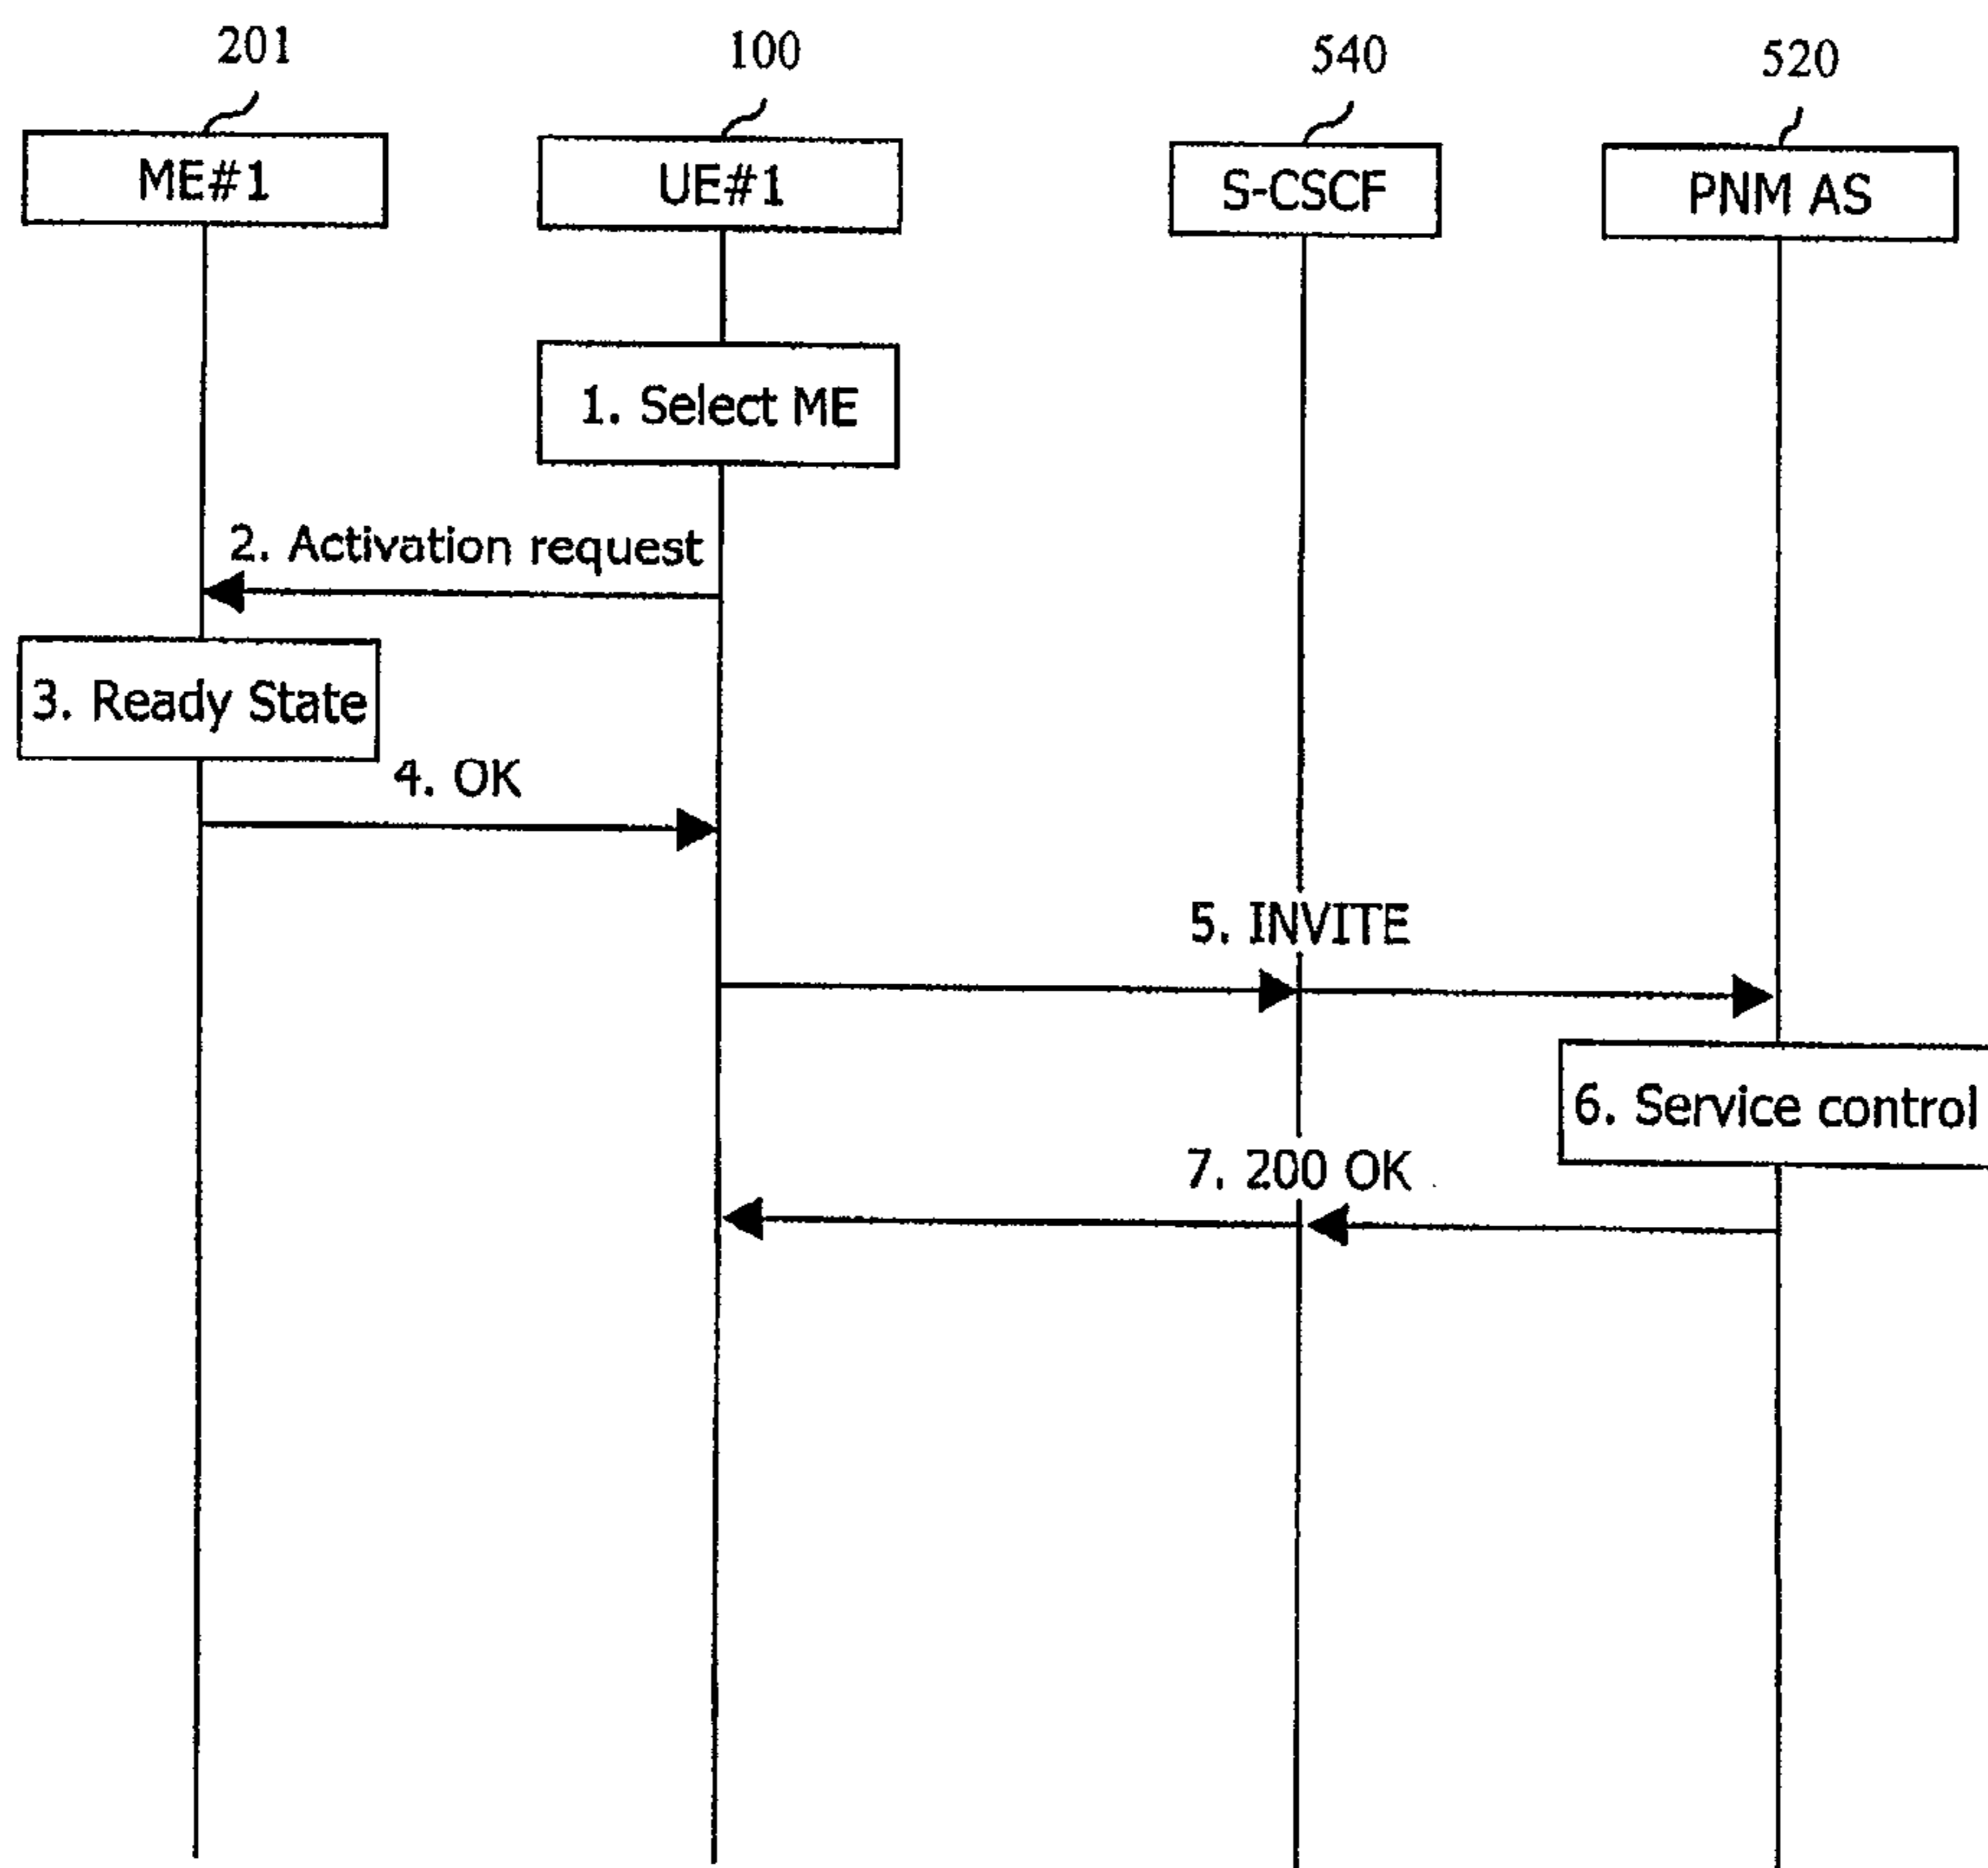 201
100
540
520
ME#1
UE#1
S-CSCF
PNM AS
1. Select ME
2. Activation request
3. Ready State
4. OK
5. INVITE
6. Service control
7. 200 OK